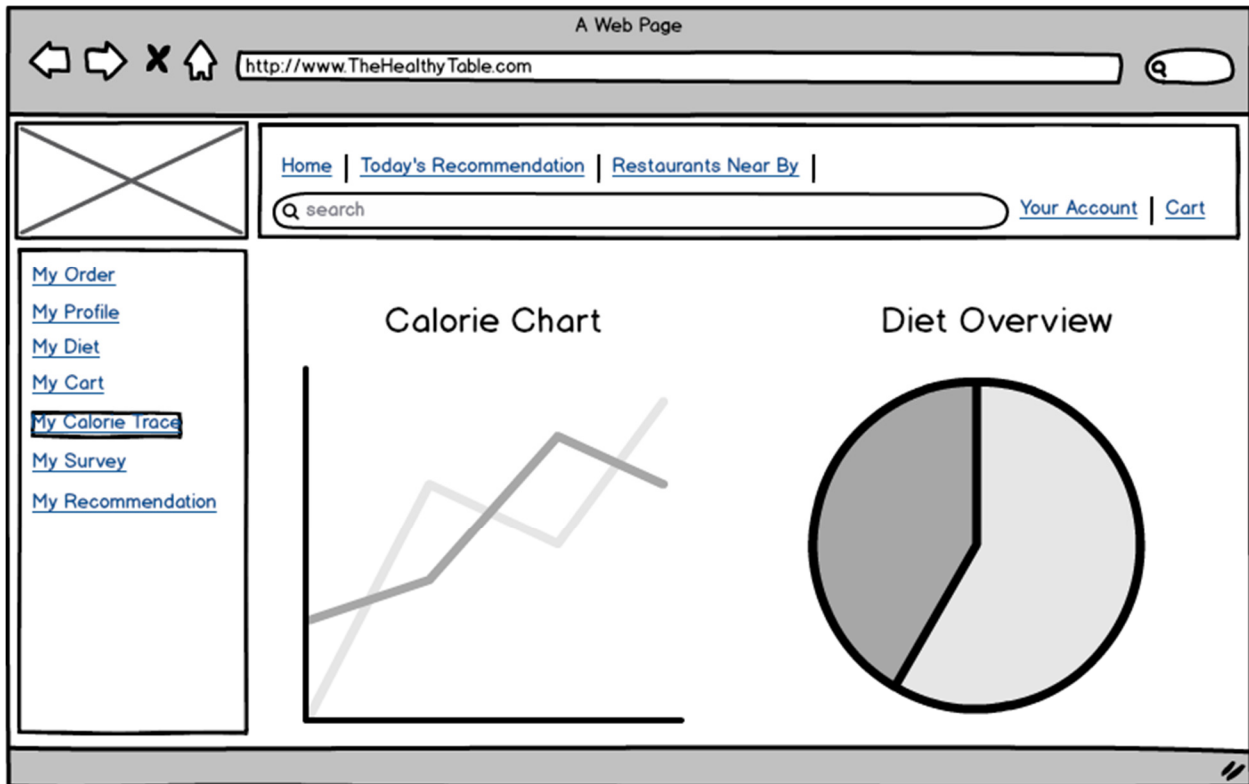 A Web Page
http://www.TheHealthyTable.com
Home | Today's Recommendation | Restaurants Near By |
search
Your Account | Cart
My Order
My Profile
My Diet
My Cart
My Calorie Trace
My Survey
My Recommendation
Calorie Chart
Diet Overview